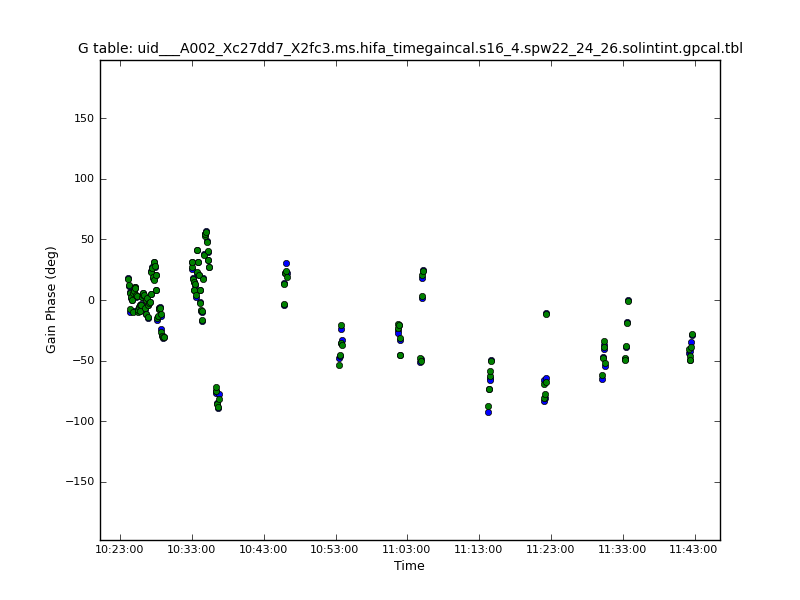 G table: uid___A002_Xc27dd7_X2fc3.ms.hifa_timegaincal.s16_4.spw22_24_26.solintint.gpcal.tbl
150
100
50
0
−50
−100
−150
Gain Phase (deg)
10:23:00 10:33:00 10:43:00 10:53:00 11:03:00 11:13:00 11:23:00 11:33:00 11:43:00
Time